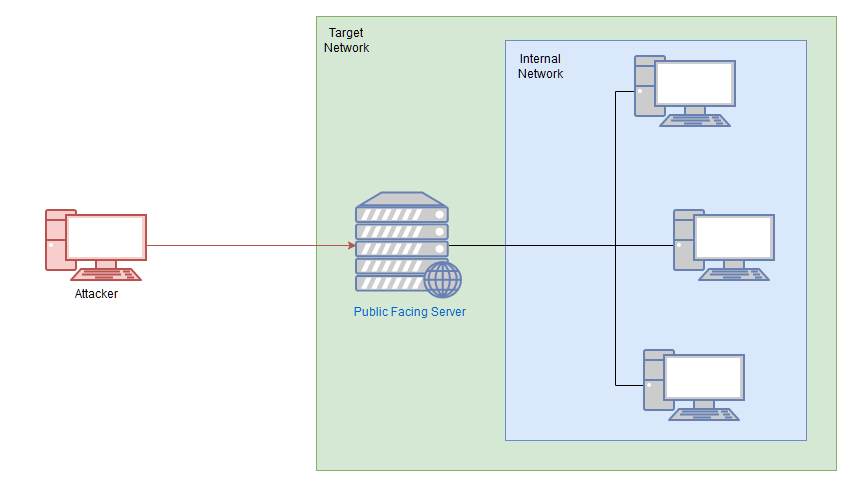 Target
Network
Internal
Network
Attacker
Public Facing Server